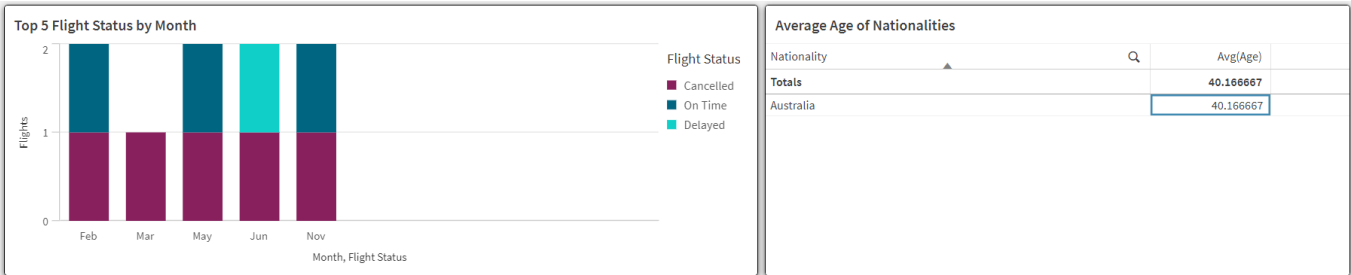 Top 5 Flight Status by Month
2
1
0
Flights
Feb Mar May Jun Nov
Month, Flight Status
Flight Status
Cancelled
On Time
Delayed
Average Age of Nationalities
Nationality Avg(Age)
Totals 40.166667
Australia 40.166667